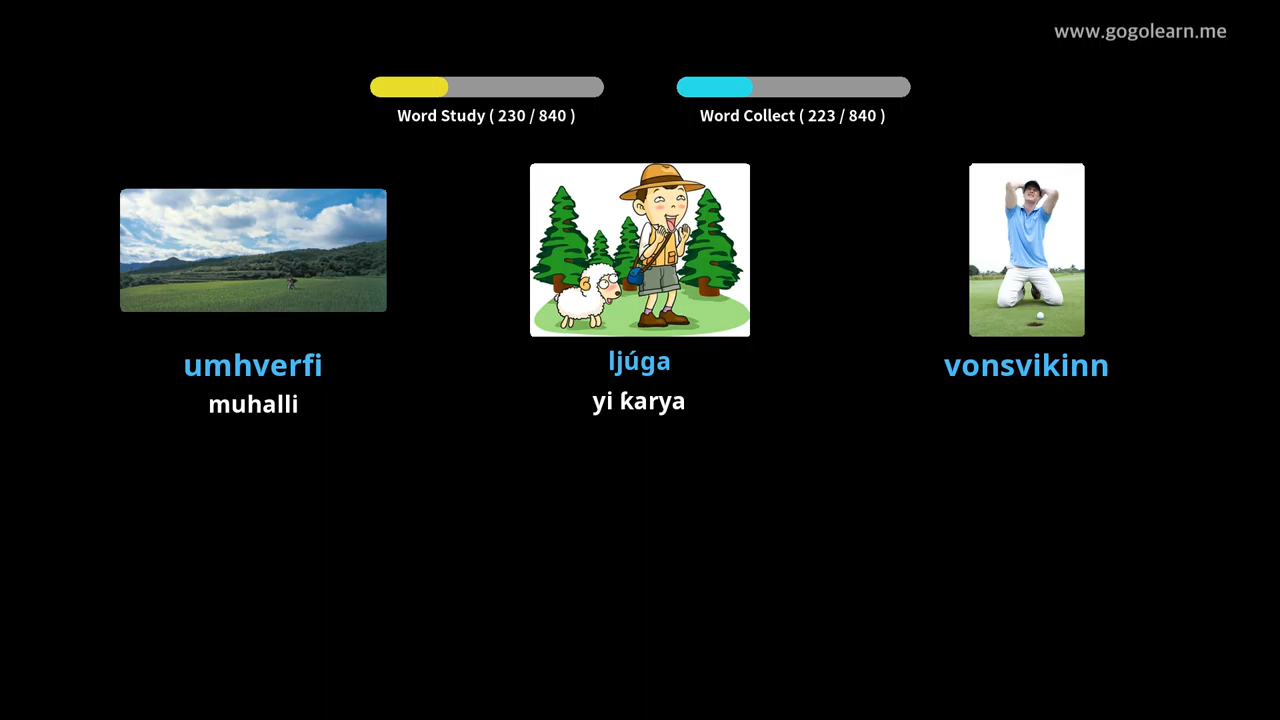 www.gogolearn.me
Word Study ( 230 / 840 )
Word Collect ( 223 / 840 )
umhverfi
muhalli
ljúga
yi ƙarya
vonsvikinn